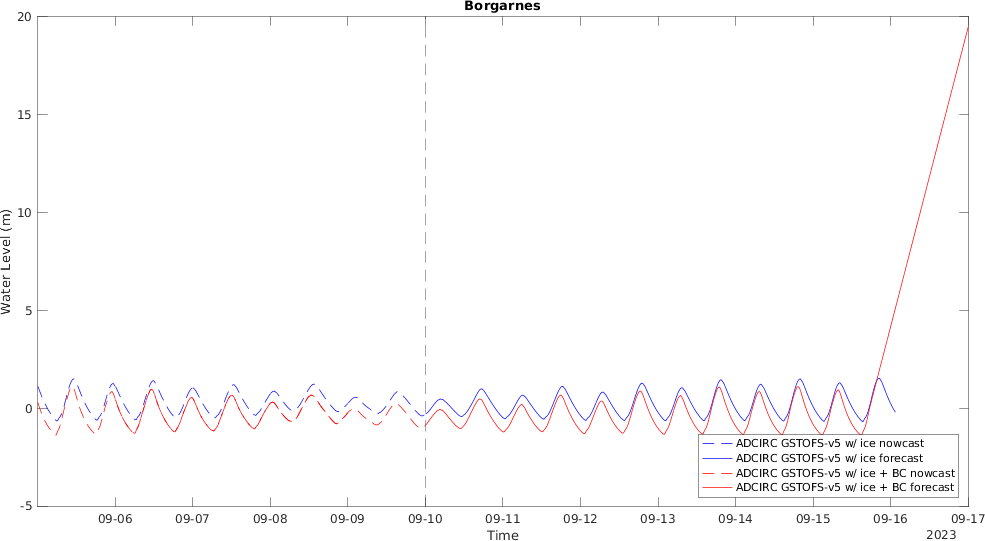 Borgarnes
20
15
10
5
0
-5
Water Level (m)
09-06
09-07
09-08
09-09
09-10
09-11
09-12
09-13
09-14
09-15
09-16
09-17
Time
2023
ADCIRC GSTOFS-v5 w/ ice nowcast
ADCIRC GSTOFS-v5 w/ ice forecast
ADCIRC GSTOFS-v5 w/ ice + BC nowcast
ADCIRC GSTOFS-v5 w/ ice + BC forecast